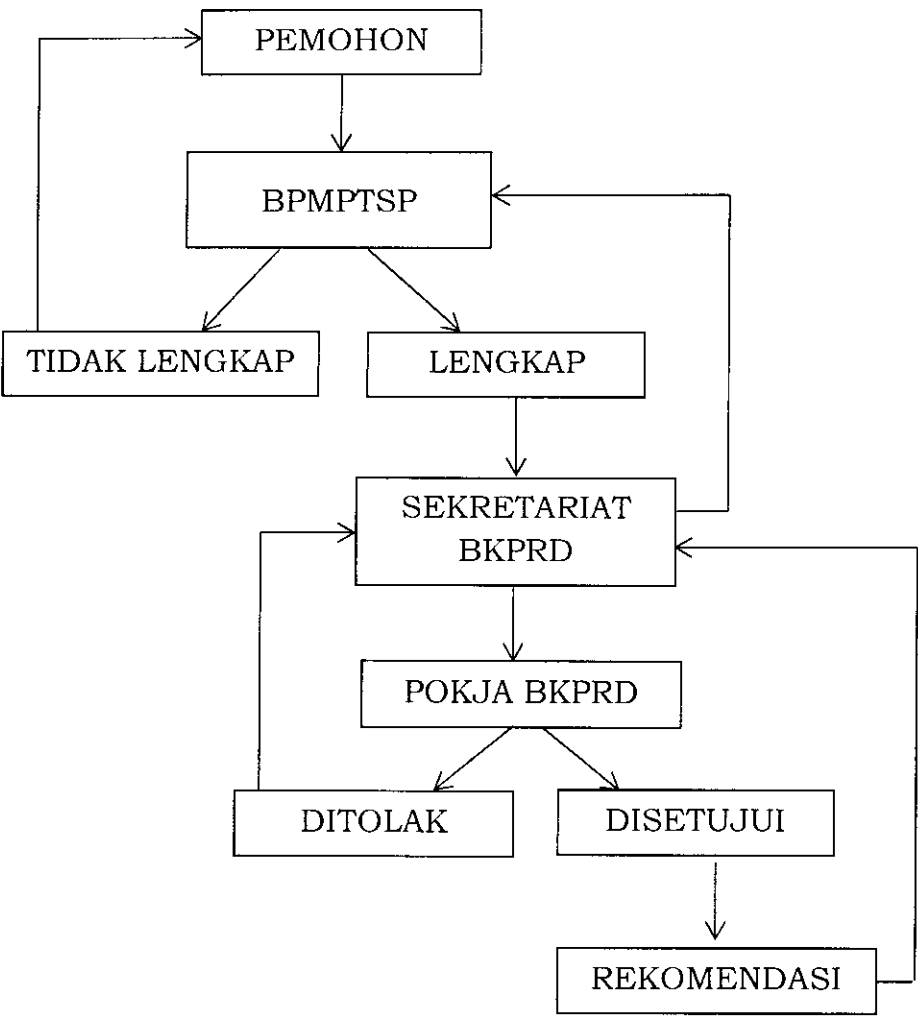 PEMOHON
BPMPTSP
TIDAK LENGKAP
LENGKAP
SEKRETARIAT
BKPRD
POKJA BKPRD
DITOLAK
DISETUJUI
REKOMENDASI